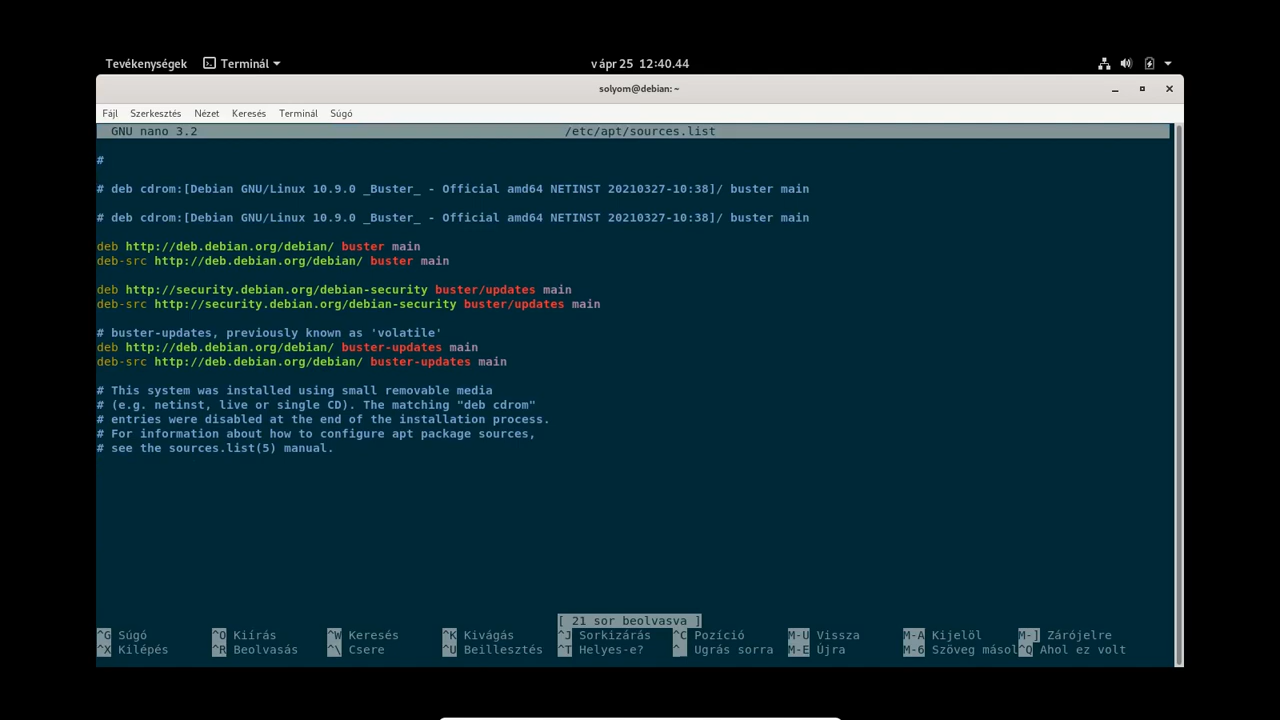 Tevékenységek Terminál v ápr 25 12:40.44
solyom@debian: ~
Fájl Szerkesztés Nézet Keresés Terminál Súgó
GNU nano 3.2 /etc/apt/sources.list
#
# deb cdrom:[Debian GNU/Linux 10.9.0 _Buster_ - Official amd64 NETINST 20210327-10:38]/ buster main
# deb cdrom:[Debian GNU/Linux 10.9.0 _Buster_ - Official amd64 NETINST 20210327-10:38]/ buster main
deb http://deb.debian.org/debian/ buster main
deb-src http://deb.debian.org/debian/ buster main
deb http://security.debian.org/debian-security buster/updates main
deb-src http://security.debian.org/debian-security buster/updates main
# buster-updates, previously known as 'volatile'
deb http://deb.debian.org/debian/ buster-updates main
deb-src http://deb.debian.org/debian/ buster-updates main
# This system was installed using small removable media
# (e.g. netinst, live or single CD). The matching "deb cdrom"
# entries were disabled at the end of the installation process.
# For information about how to configure apt package sources,
# see the sources.list(5) manual.
[ 21 sor beolvasva ]
^G Súgó ^O Kiírás ^W Keresés ^K Kivágás ^J Sorkizárás ^C Pozíció M-U Vissza M-A Kijelöl M-] Zárójelre
^X Kilépés ^R Beolvasás ^\ Csere ^U Beillesztés ^T Helyes-e? ^_ Ugrás sorra M-E Újra M-6 Szöveg másol ^Q Ahol ez volt